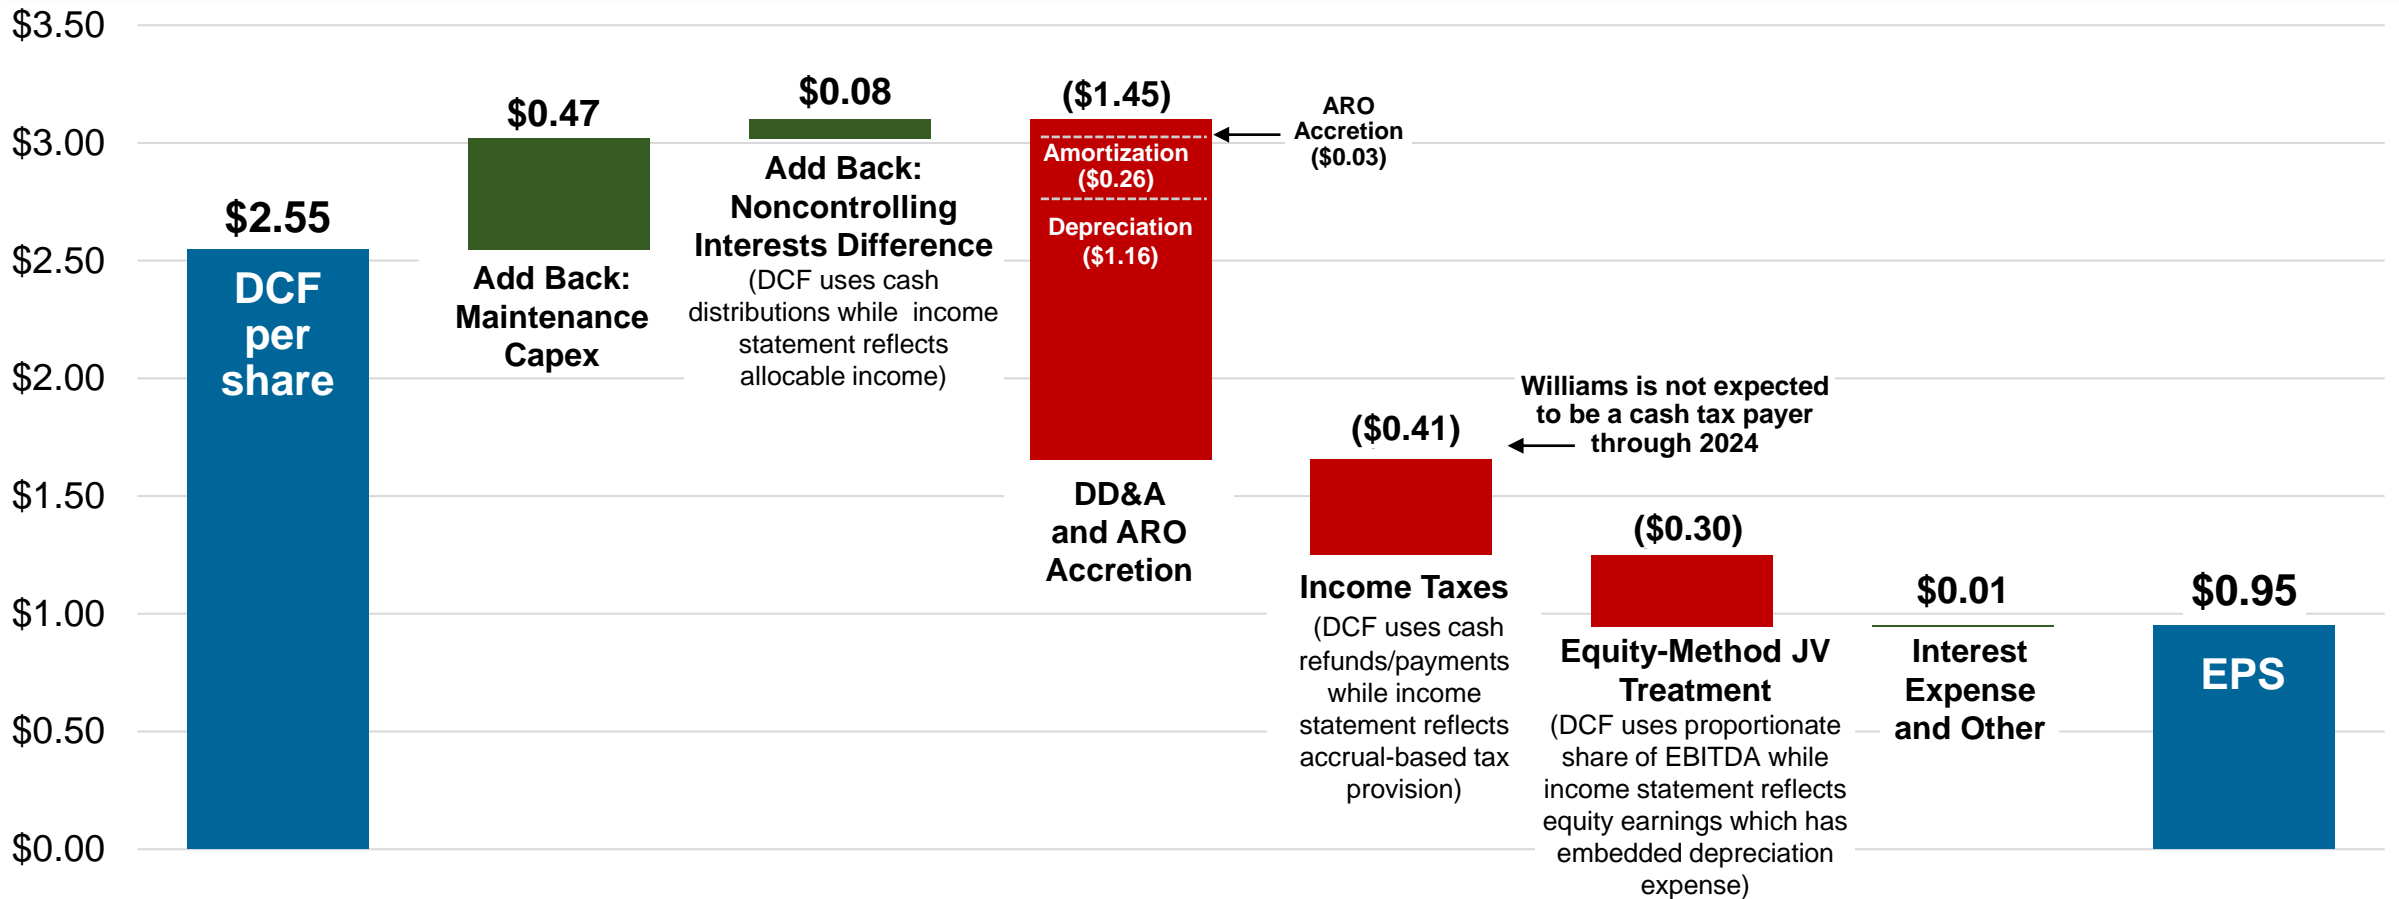 $3.50
$3.00
$2.50
$2.00
$1.50
$1.00
$0.50
$0.00
$2.55
DCF
per
share
$0.47
Add Back:
Maintenance
Capex
$0.08
Add Back:
Noncontrolling
Interests Difference
(DCF uses cash
distributions while income
statement reflects
allocable income)
($1.45)
Amortization
($0.26)
Depreciation
($1.16)
DD&A
and ARO
Accretion
ARO
Accretion
($0.03)
($0.41)
Income Taxes
(DCF uses cash
refunds/payments
while income
statement reflects
accrual-based tax
provision)
Williams is not expected
to be a cash tax payer
through 2024
($0.30)
Equity-Method JV
Treatment
(DCF uses proportionate
share of EBITDA while
income statement reflects
equity earnings which has
embedded depreciation
expense)
$0.01
Interest
Expense
and Other
$0.95
EPS